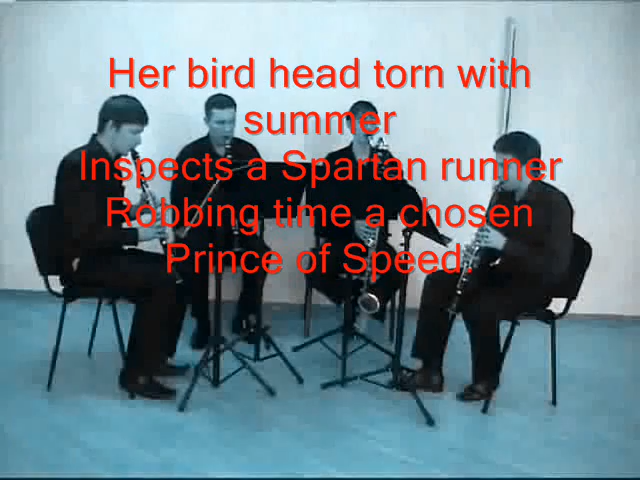 Her bird head torn with
summer
Inspects a Spartan runner
Robbing time a chosen
Prince of Speed.